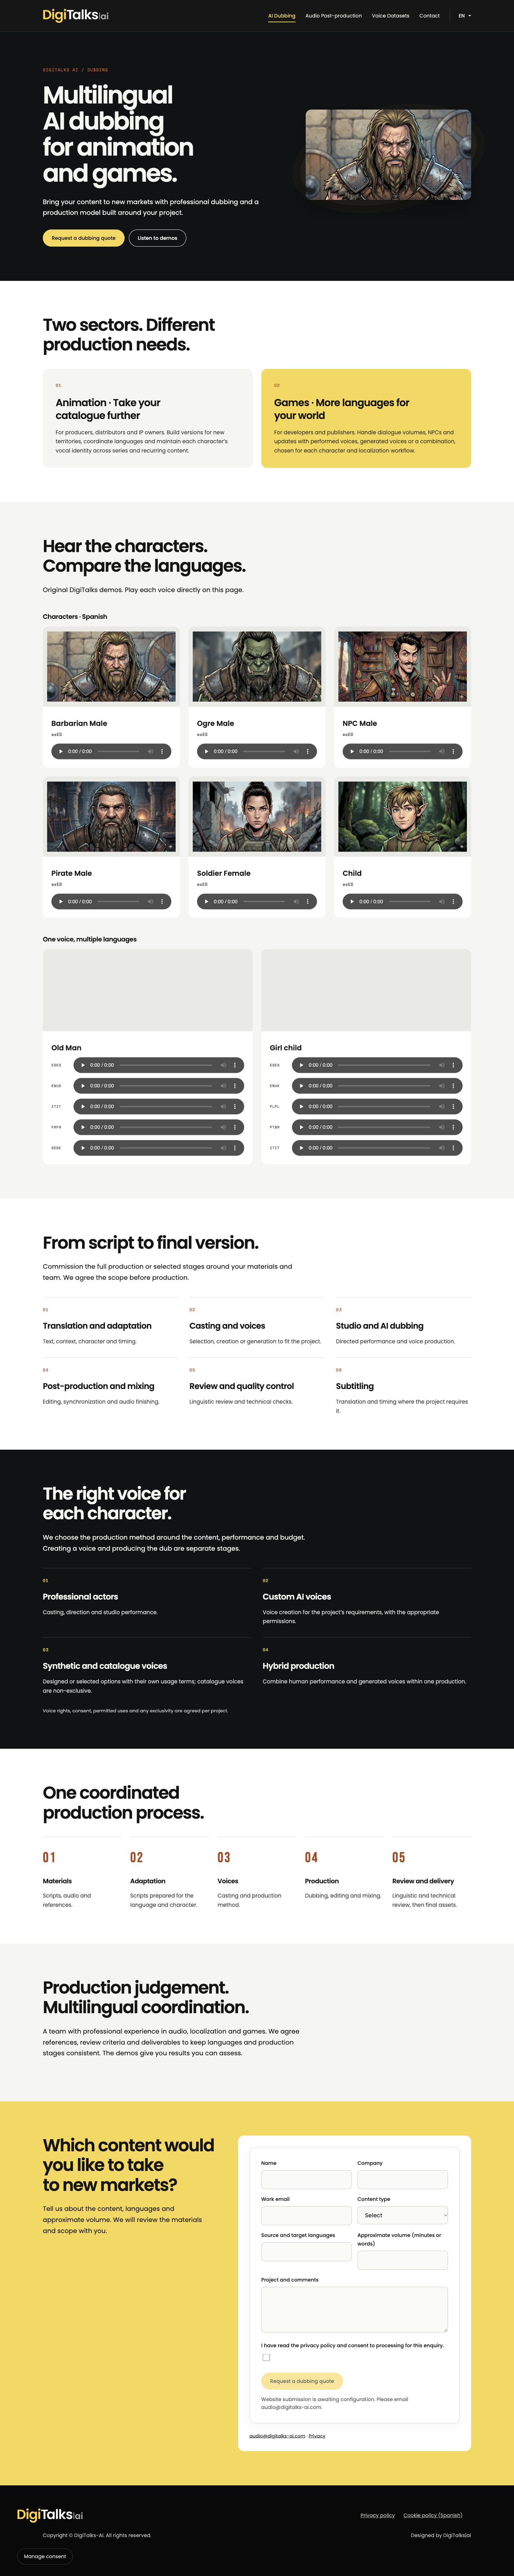 DigiTalks|ai
AI Dubbing
Audio Post-production
Voice Datasets
Contact
EN
DIGITALKS AI / DUBBING
Multilingual
AI dubbing
for animation
and games.
Bring your content to new markets with professional dubbing and a
production model built around your project.
Request a dubbing quote
Listen to demos
Two sectors. Different
production needs.
01
Animation · Take your
catalogue further
For producers, distributors and IP owners. Build versions for new
territories, coordinate languages and maintain each character's
vocal identity across series and recurring content.
02
Games · More languages for
your world
For developers and publishers. Handle dialogue volumes, NPCs and
updates with performed voices, generated voices or a combination,
chosen for each character and localization workflow.
Hear the characters.
Compare the languages.
Original DigiTalks demos. Play each voice directly on this page.
Characters · Spanish
Barbarian Male
esES
0:00 / 0:00
Ogre Male
esES
0:00 / 0:00
NPC Male
esES
0:00 / 0:00
Pirate Male
esES
0:00 / 0:00
Soldier Female
esES
0:00 / 0:00
Child
esES
0:00 / 0:00
One voice, multiple languages
Old Man
ESES
0:00 / 0:00
ENUS
0:00 / 0:00
ITIT
0:00 / 0:00
FRFR
0:00 / 0:00
DEDE
0:00 / 0:00
Girl child
ESES
0:00 / 0:00
ENUK
0:00 / 0:00
PLPL
0:00 / 0:00
PTBR
0:00 / 0:00
ITIT
0:00 / 0:00
From script to final version.
Commission the full production or selected stages around your materials and
team. We agree the scope before production.
01
Translation and adaptation
Text, context, character and timing.
02
Casting and voices
Selection, creation or generation to fit the project.
03
Studio and AI dubbing
Directed performance and voice production.
04
Post-production and mixing
Editing, synchronization and audio finishing.
05
Review and quality control
Linguistic review and technical checks.
06
Subtitling
Translation and timing where the project requires
it.
The right voice for
each character.
We choose the production method around the content, performance and budget.
Creating a voice and producing the dub are separate stages.
01
Professional actors
Casting, direction and studio performance.
02
Custom AI voices
Voice creation for the project's requirements, with the appropriate
permissions.
03
Synthetic and catalogue voices
Designed or selected options with their own usage terms; catalogue voices
are non-exclusive.
04
Hybrid production
Combine human performance and generated voices within one production.
Voice rights, consent, permitted uses and any exclusivity are agreed per project.
One coordinated
production process.
01
Materials
Scripts, audio and
references.
02
Adaptation
Scripts prepared for the
language and character.
03
Voices
Casting and production
method.
04
Production
Dubbing, editing and mixing.
05
Review and delivery
Linguistic and technical
review, then final assets.
Production judgement.
Multilingual coordination.
A team with professional experience in audio, localization and games. We agree
references, review criteria and deliverables to keep languages and production
stages consistent. The demos give you results you can assess.
Which content would
you like to take
to new markets?
Tell us about the content, languages and
approximate volume. We will review the materials
and scope with you.
Name
Company
Work email
Content type
Select
Source and target languages
Approximate volume (minutes or
words)
Project and comments
I have read the privacy policy and consent to processing for this enquiry.
Request a dubbing quote
Website submission is awaiting configuration. Please email
audio@digitalks-ai.com.
audio@digitalks-ai.com · Privacy
DigiTalks|ai
Privacy policy
Cookie policy (Spanish)
Copyright © DigiTalks-AI. All rights reserved.
Designed by DigiTalks|ai
Manage consent